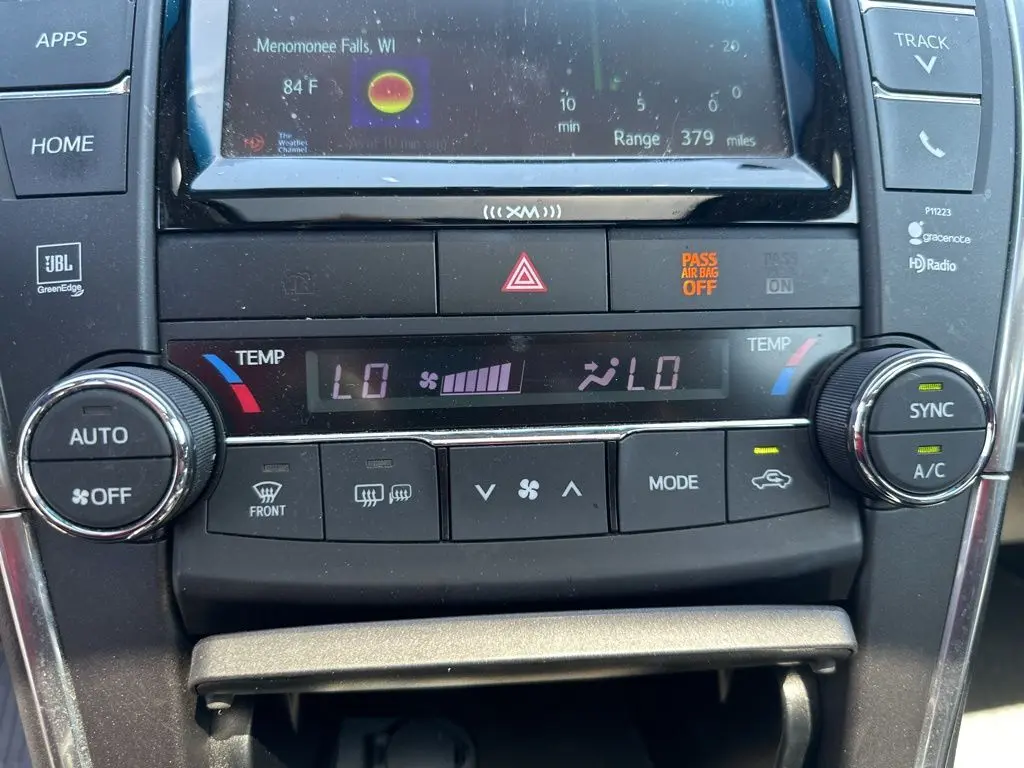 APPS
HOME
Menomonee Falls, WI
84 F
The
Weather
Channel
20
10
5
0
0
min
Range 379 miles
TRACK
((( XM )))
P11223
gracenote
HD Radio
JBL
GreenEdge
PASS
AIR BAG
OFF
PASS
ON
TEMP
LO
LO
TEMP
AUTO
OFF
FRONT
MODE
SYNC
A/C